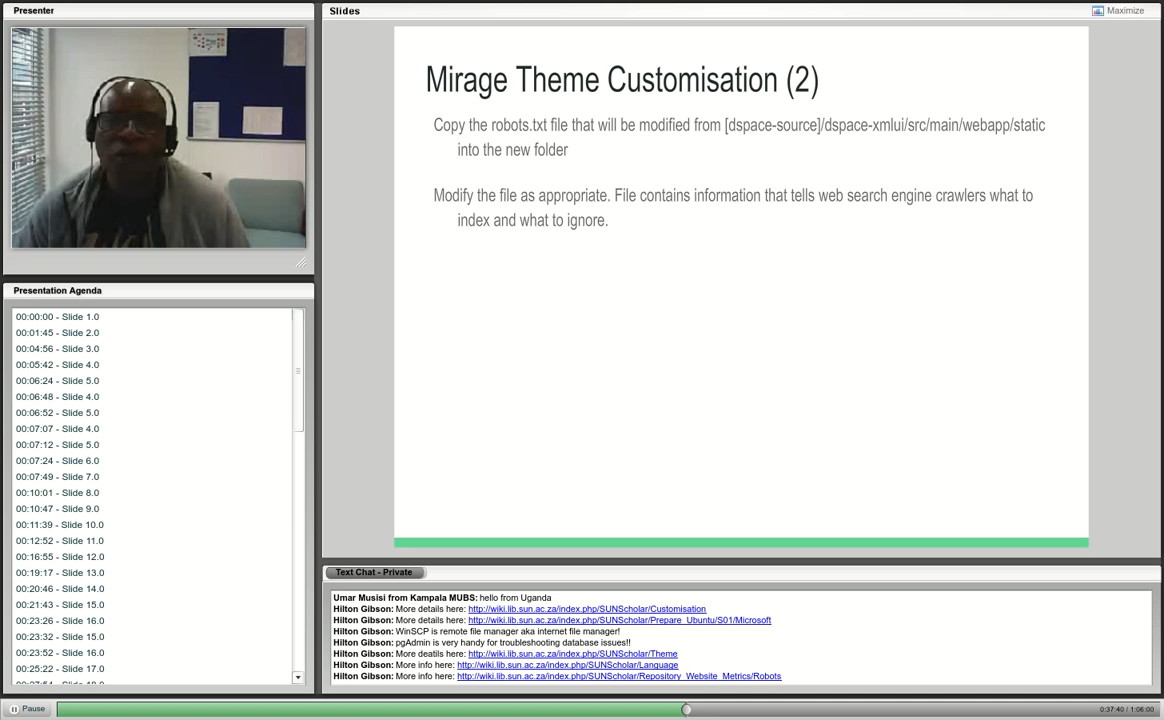 Presenter
Slides
Maximize
Mirage Theme Customisation (2)
Copy the robots.txt file that will be modified from [dspace-source]/dspace-xmlui/src/main/webapp/static
into the new folder
Modify the file as appropriate. File contains information that tells web search engine crawlers what to
index and what to ignore.
Presentation Agenda
00:00:00 - Slide 1.0
00:01:45 - Slide 2.0
00:04:56 - Slide 3.0
00:05:42 - Slide 4.0
00:06:24 - Slide 5.0
00:06:48 - Slide 4.0
00:06:52 - Slide 5.0
00:07:07 - Slide 4.0
00:07:12 - Slide 5.0
00:07:24 - Slide 6.0
00:07:49 - Slide 7.0
00:10:01 - Slide 8.0
00:10:47 - Slide 9.0
00:11:39 - Slide 10.0
00:12:52 - Slide 11.0
00:16:55 - Slide 12.0
00:19:17 - Slide 13.0
00:20:46 - Slide 14.0
00:21:43 - Slide 15.0
00:23:26 - Slide 16.0
00:23:32 - Slide 15.0
00:23:52 - Slide 16.0
00:25:22 - Slide 17.0
Text Chat - Private
Umar Musisi from Kampala MUBS: hello from Uganda
Hilton Gibson: More details here: http://wiki.lib.sun.ac.za/index.php/SUNScholar/Customisation
Hilton Gibson: More details here: http://wiki.lib.sun.ac.za/index.php/SUNScholar/Prepare_Ubuntu/S01/Microsoft
Hilton Gibson: WinSCP is remote file manager aka internet file manager!
Hilton Gibson: pgAdmin is very handy for troubleshooting database issues!!
Hilton Gibson: More deatils here: http://wiki.lib.sun.ac.za/index.php/SUNScholar/Theme
Hilton Gibson: More info here: http://wiki.lib.sun.ac.za/index.php/SUNScholar/Language
Hilton Gibson: More info here: http://wiki.lib.sun.ac.za/index.php/SUNScholar/Repository_Website_Metrics/Robots
Pause
0:37:40 / 1:06:00